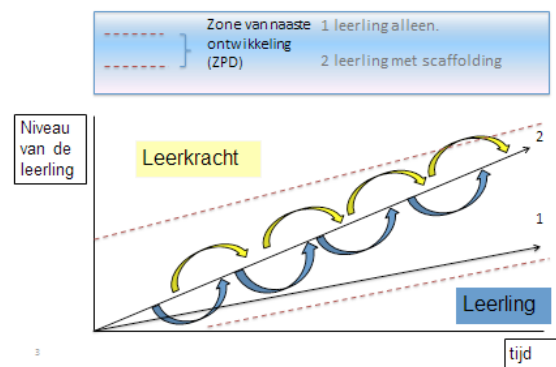 Zone van naaste
ontwikkeling
(ZPD)
1 leerling alleen.
2 leerling met scaffolding
Niveau
van de
leerling
Leerkracht
2
1
Leerling
3
tijd